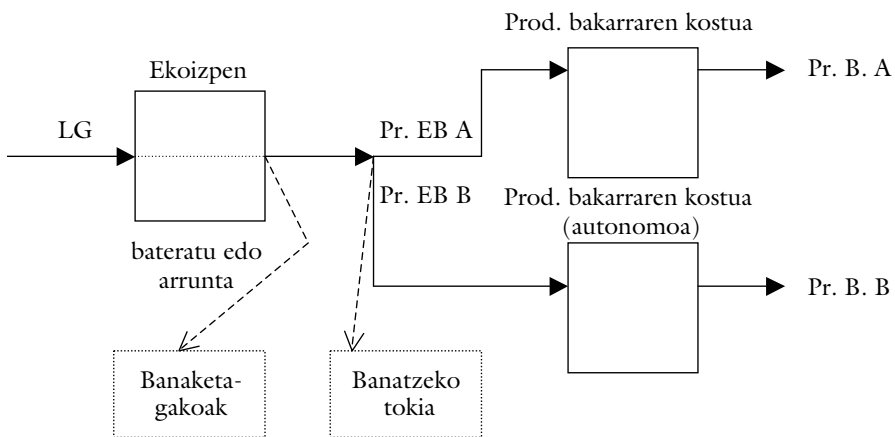 Prod. bakarraren kostua
Ekoizpen
Pr. B. A
LG
Pr. EB A
Pr. EB B
Prod. bakarraren kostua
(autonomoa)
bateratu edo
arrunta
Pr. B. B
Banaketa-
gakoak
Banatzeko
tokia